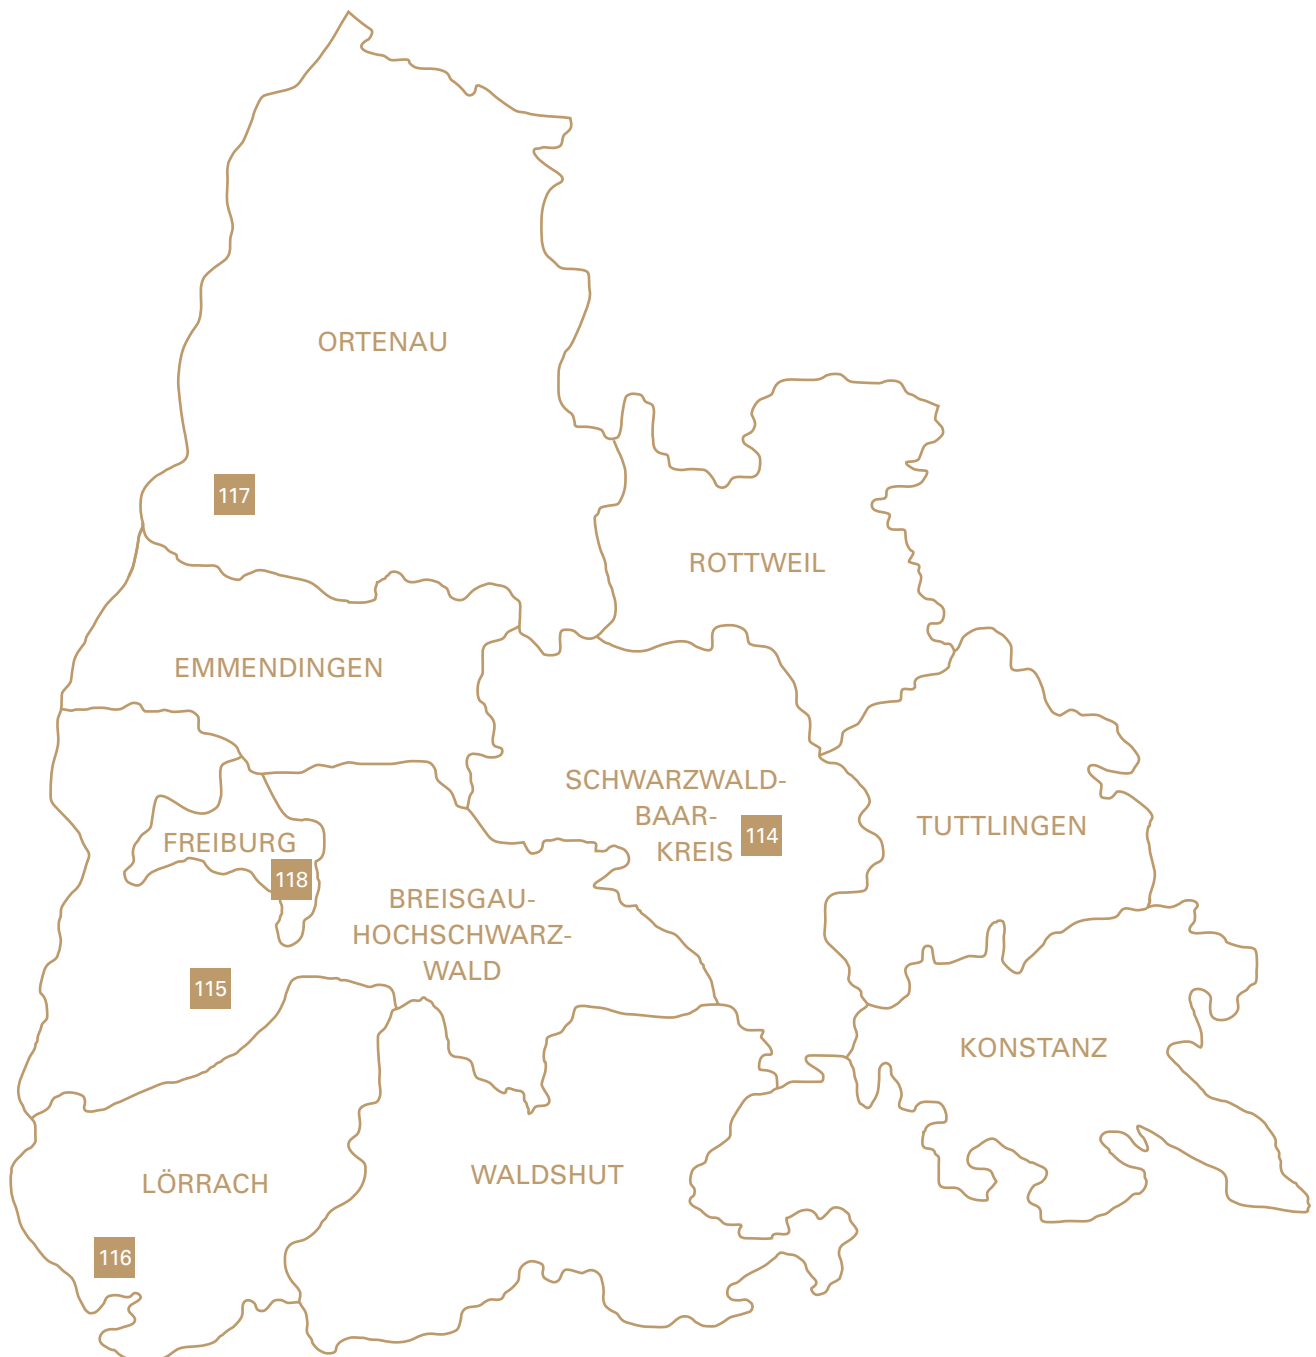 ORTENAU
117
ROTTWEIL
EMMENDINGEN
SCHWARZWALD-
BAAR-
KREIS
114
TUTTLINGEN
FREIBURG
118
BREISGAU-
HOCHSCHWARZ-
WALD
115
KONSTANZ
LÖRRACH
WALDSHUT
116